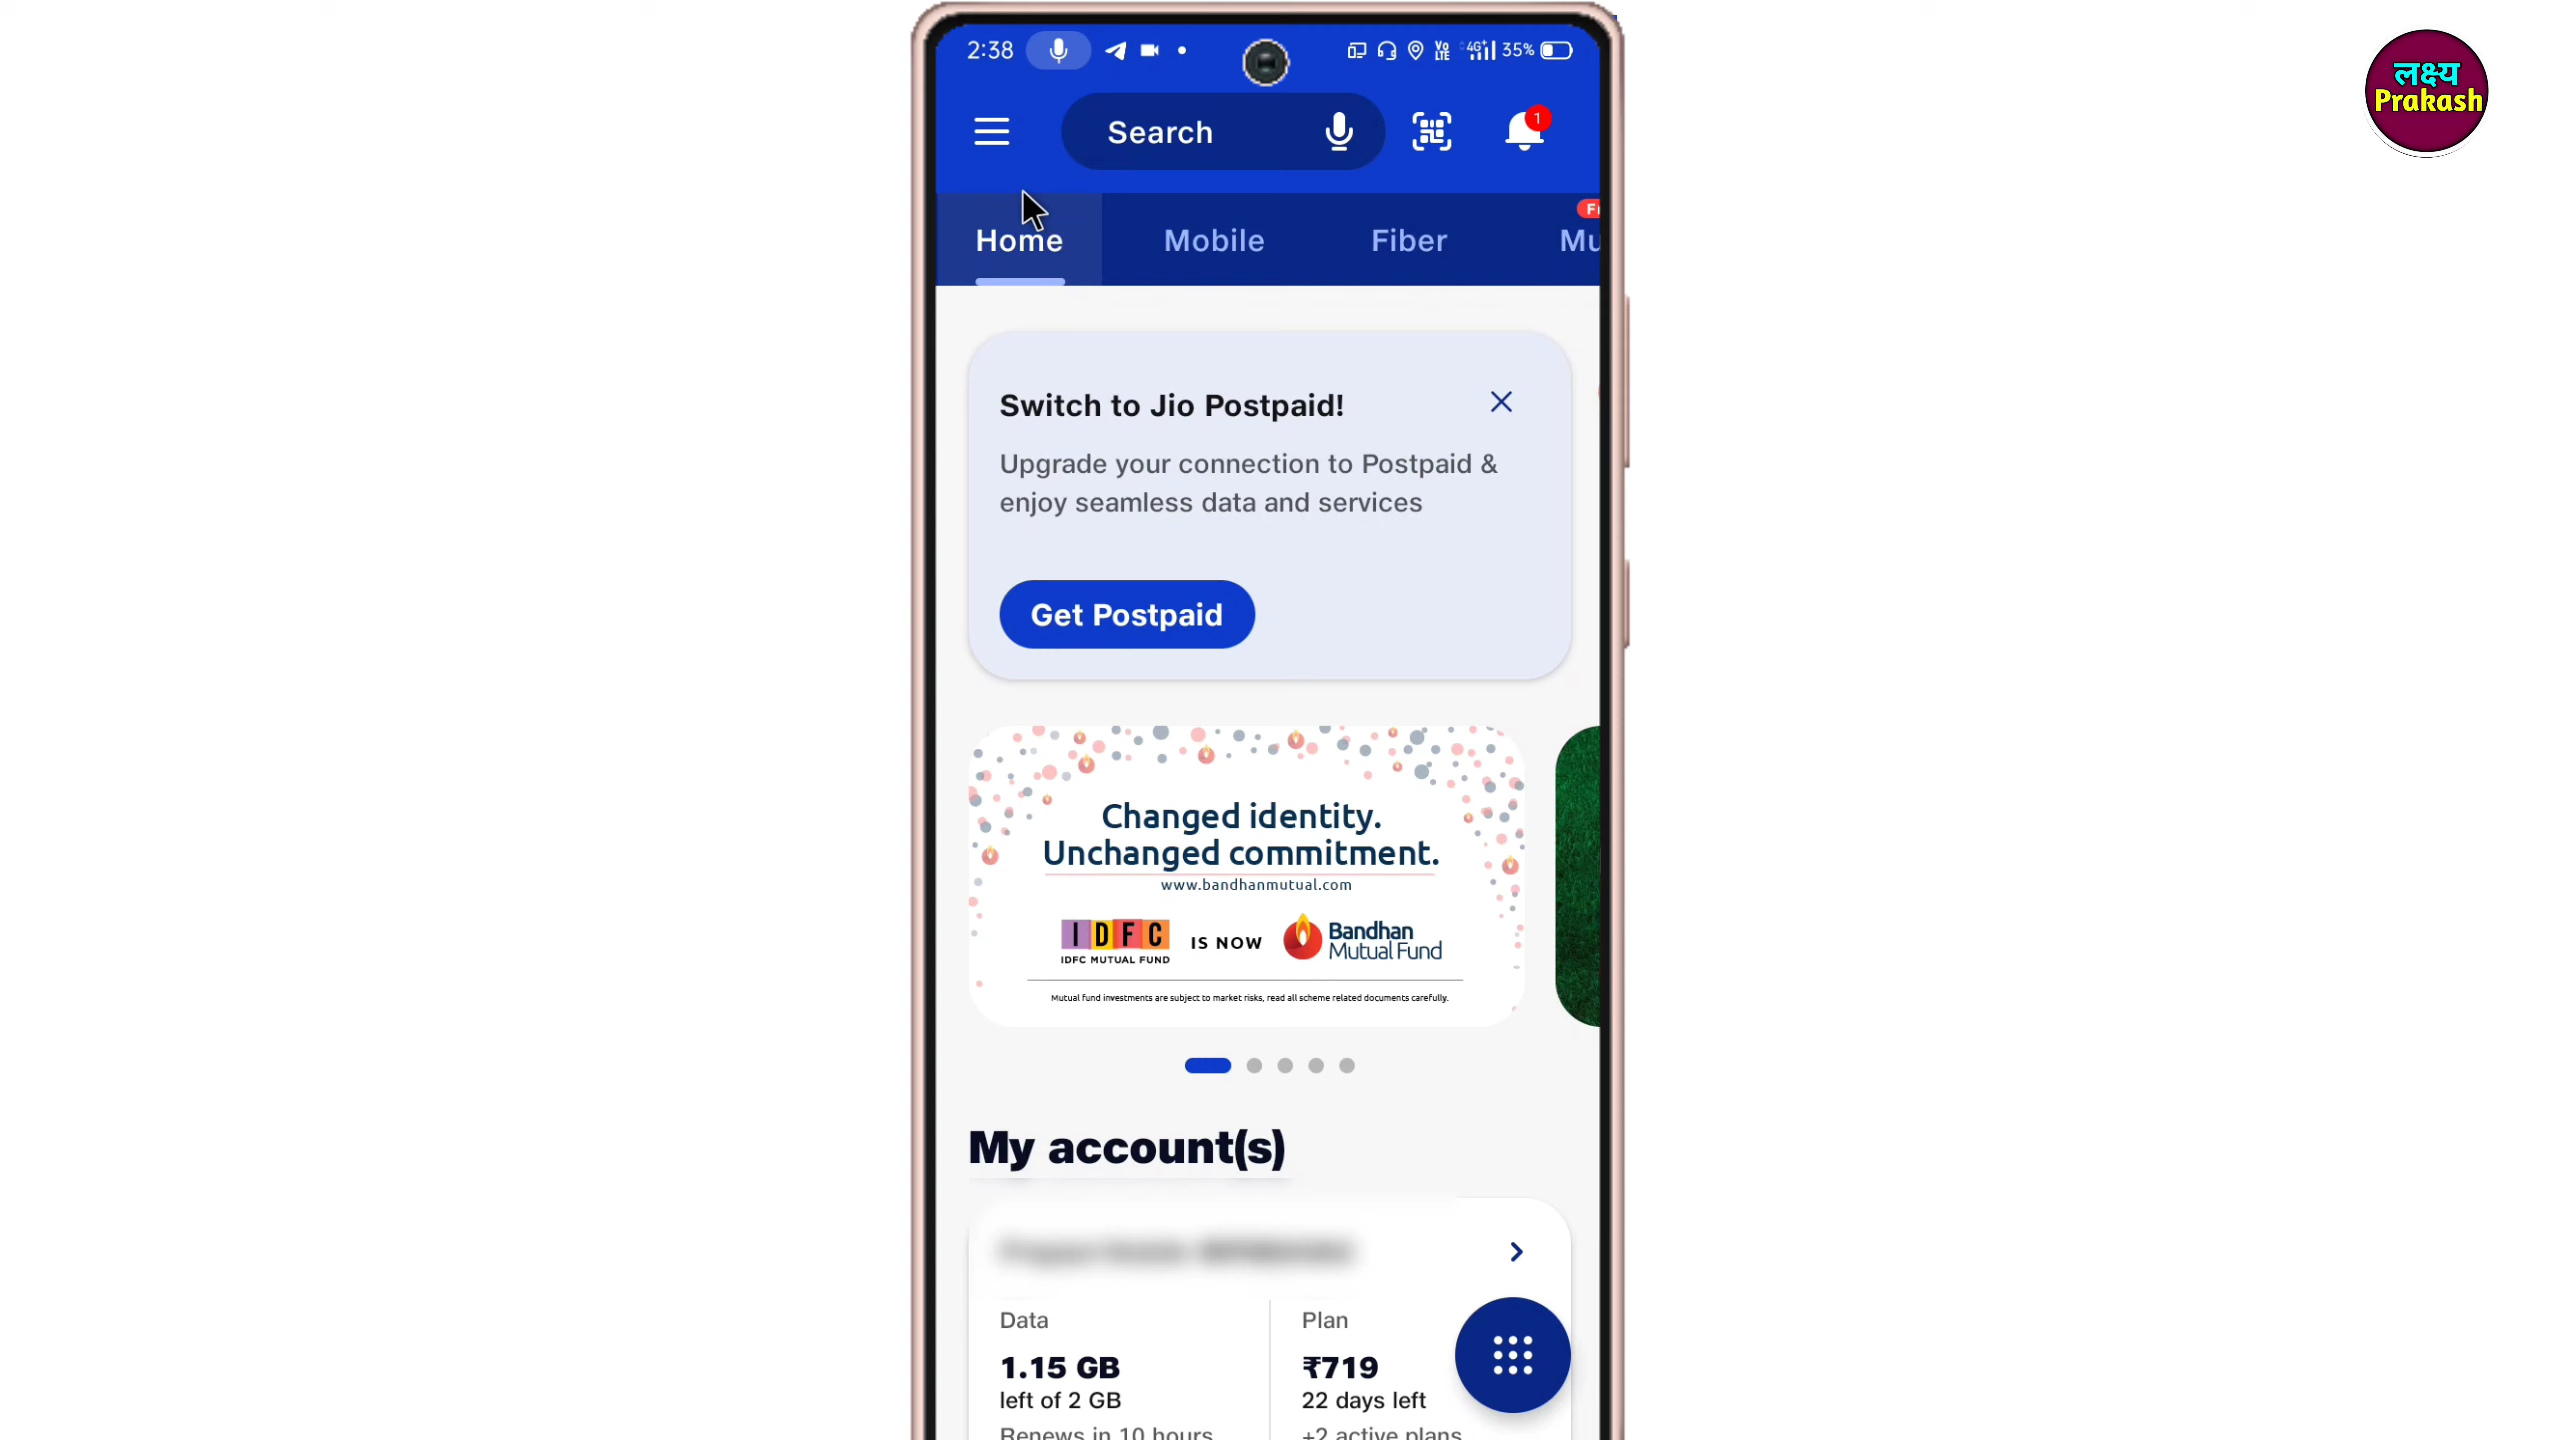 2:38
4G+
35%
Vo
LTE
लक्ष्य
Prakash
Search
1
Home
Mobile
Fiber
Switch to Jio Postpaid!
Upgrade your connection to Postpaid &
enjoy seamless data and services
Get Postpaid
Changed identity.
Unchanged commitment.
www.bandhanmutual.com
IDFC
IDFC MUTUAL FUND
IS NOW
Bandhan
Mutual Fund
Mutual fund investments are subject to market risks, read all scheme related documents carefully.
My account(s)
Data
1.15 GB
left of 2 GB
Renews in 10 hours
Plan
₹719
22 days left
+2 active plans